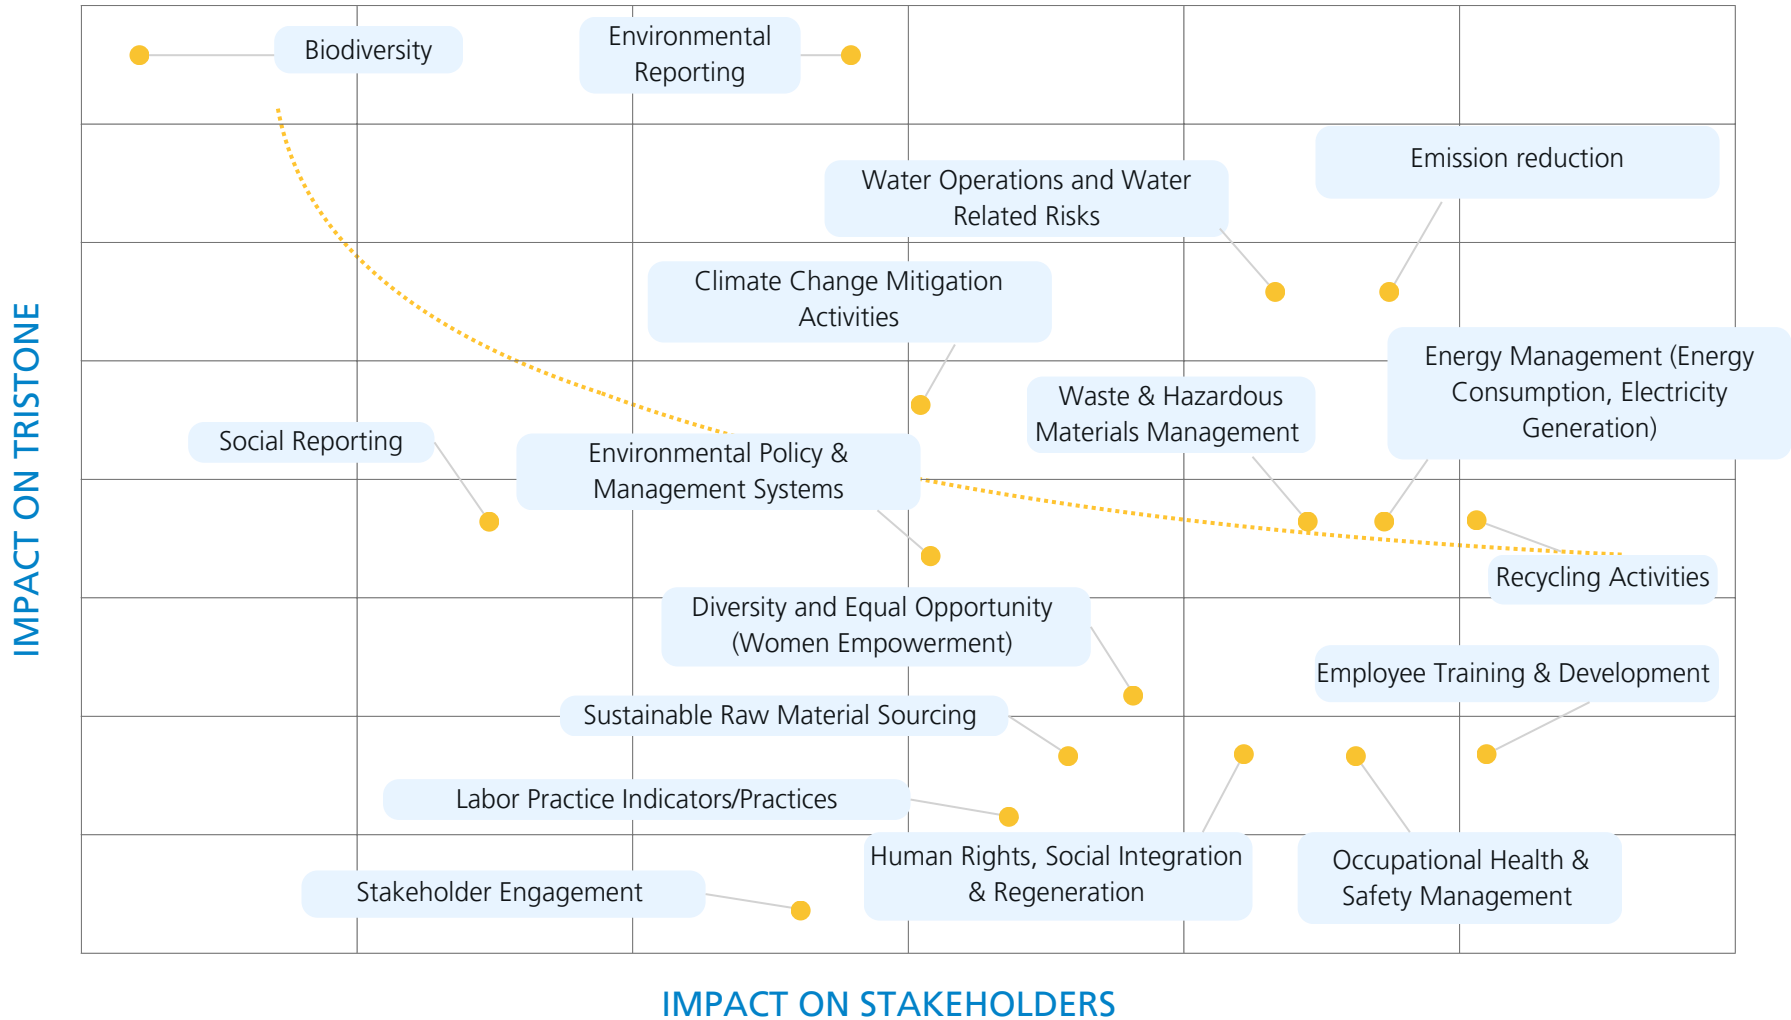 Biodiversity
Environmental
Reporting
Emission reduction
Water Operations and Water
Related Risks
Climate Change Mitigation
Activities
Energy Management (Energy
Consumption, Electricity
Generation)
Waste & Hazardous
Materials Management
Social Reporting
Environmental Policy &
Management Systems
Recycling Activities
Diversity and Equal Opportunity
(Women Empowerment)
Employee Training & Development
Sustainable Raw Material Sourcing
Labor Practice Indicators/Practices
Human Rights, Social Integration
& Regeneration
Occupational Health &
Safety Management
Stakeholder Engagement
IMPACT ON TRISTONE
IMPACT ON STAKEHOLDERS